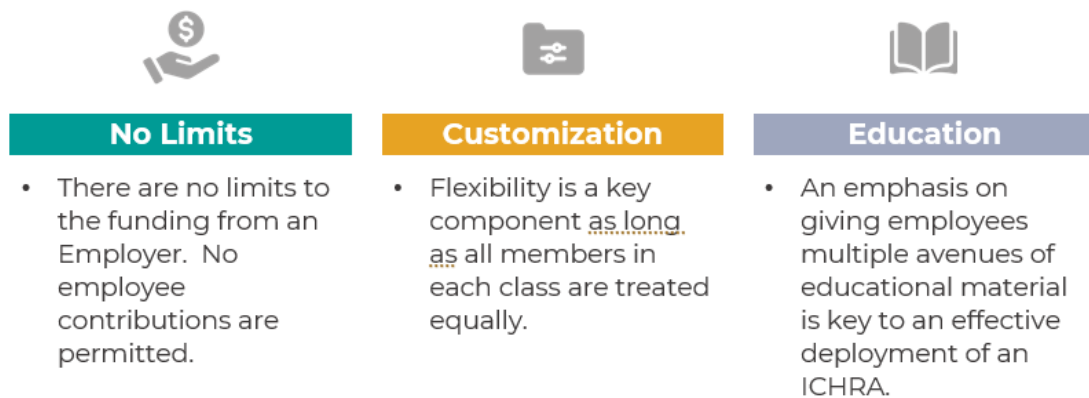 $
No Limits
• There are no limits to
the funding from an
Employer.  No
employee
contributions are
permitted.
Customization
• Flexibility is a key
component as long
as all members in
each class are treated
equally.
Education
• An emphasis on
giving employees
multiple avenues of
educational material
is key to an effective
deployment of an
ICHRA.